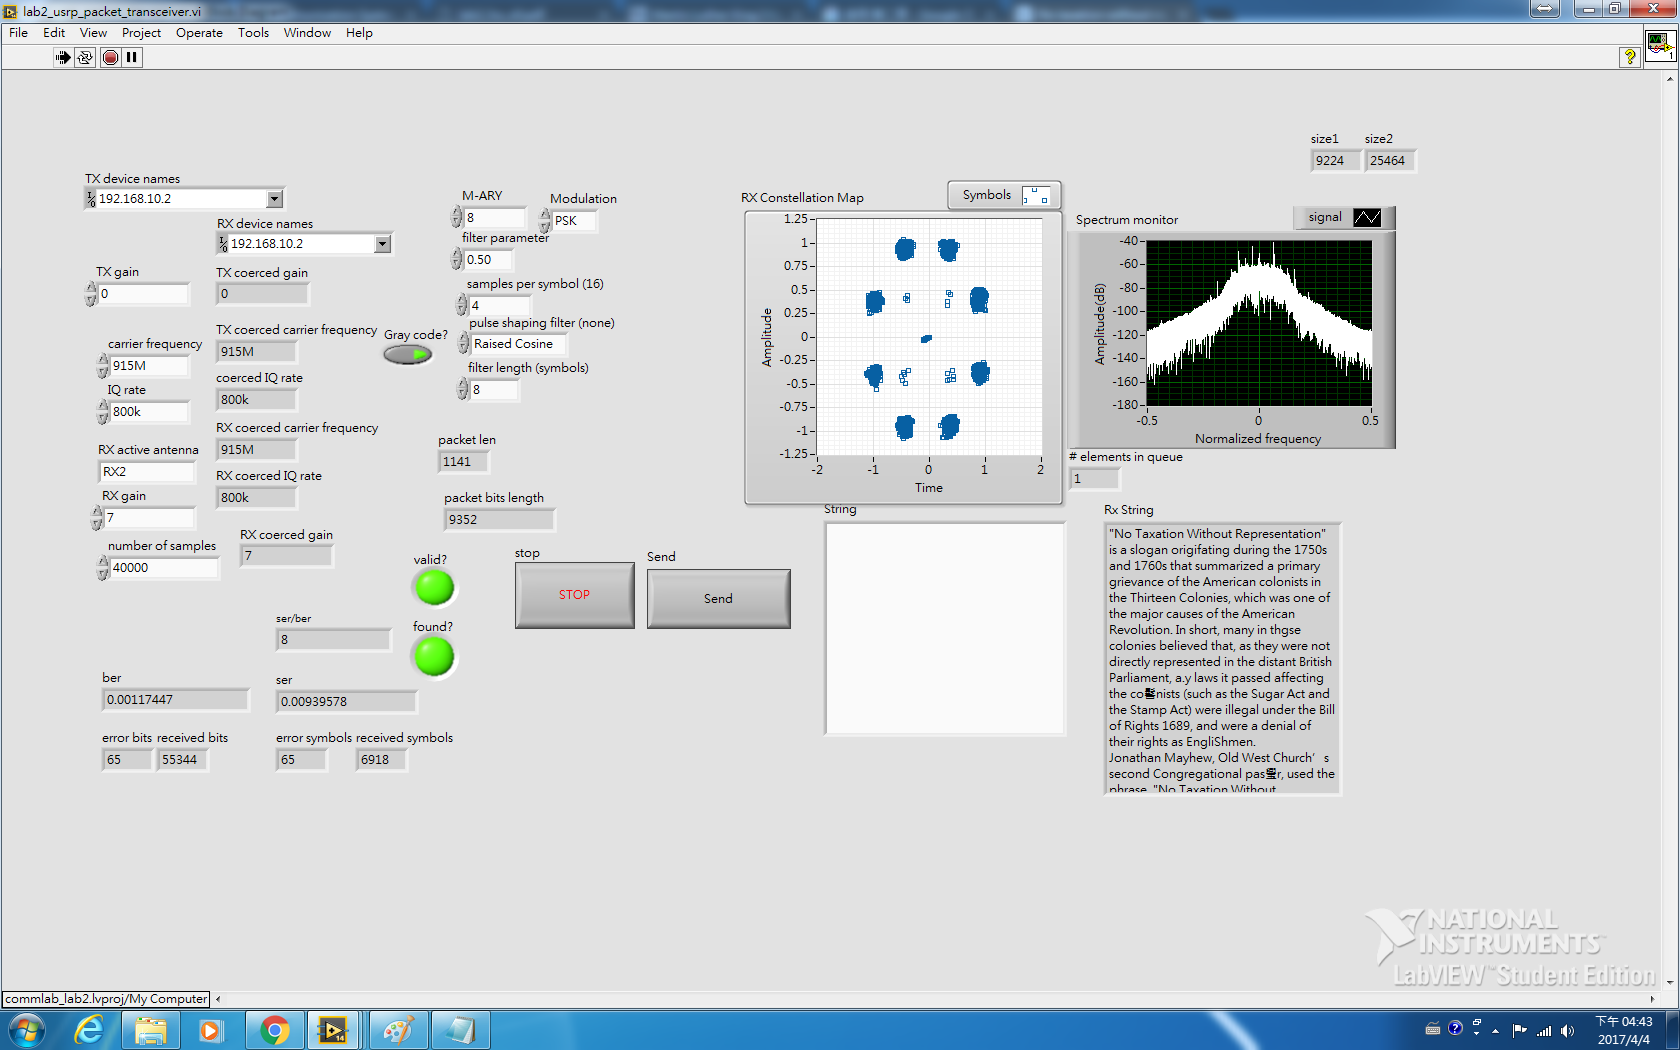 lab2_usrp_packet_transceiver.vi
File Edit View Project Operate Tools Window Help
size1 size2
9224 25464
TX device names
192.168.10.2
RX device names
192.168.10.2
TX gain
0
TX coerced gain
0
carrier frequency
915M
TX coerced carrier frequency
915M
IQ rate
800k
coerced IQ rate
800k
RX active antenna
RX2
RX coerced carrier frequency
915M
RX gain
7
RX coerced IQ rate
800k
number of samples
40000
RX coerced gain
7
Gray code?
M-ARY
8
Modulation
PSK
filter parameter
0.50
samples per symbol (16)
4
pulse shaping filter (none)
Raised Cosine
filter length (symbols)
8
packet len
1141
packet bits length
9352
valid?
found?
stop
STOP
Send
Send
ser/ber
8
ber
0.00117447
ser
0.00939578
error bits received bits
65 55344
error symbols received symbols
65 6918
RX Constellation Map
Symbols
Amplitude
1.25
1
0.75
0.5
0.25
0
-0.25
-0.5
-0.75
-1
-1.25
-2 -1 0 1 2
Time
Spectrum monitor
signal
Amplitude(dB)
-40
-60
-80
-100
-120
-140
-160
-180
-0.5 0 0.5
Normalized frequency
# elements in queue
1
String
Rx String
"No Taxation Without Representation"
is a slogan origifating during the 1750s
and 1760s that summarized a primary
grievance of the American colonists in
the Thirteen Colonies, which was one of
the major causes of the American
Revolution. In short, many in thgse
colonies believed that, as they were not
directly represented in the distant British
Parliament, a.y laws it passed affecting
the co nists (such as the Sugar Act and
the Stamp Act) were illegal under the Bill
of Rights 1689, and were a denial of
their rights as EngliShmen.
Jonathan Mayhew, Old West Church’s
second Congregational pas r, used the
phrase, "No Taxation Without
NATIONAL
INSTRUMENTS™
LabVIEW™ Student Edition
commlab_lab2.lvproj/My Computer
下午 04:43
2017/4/4